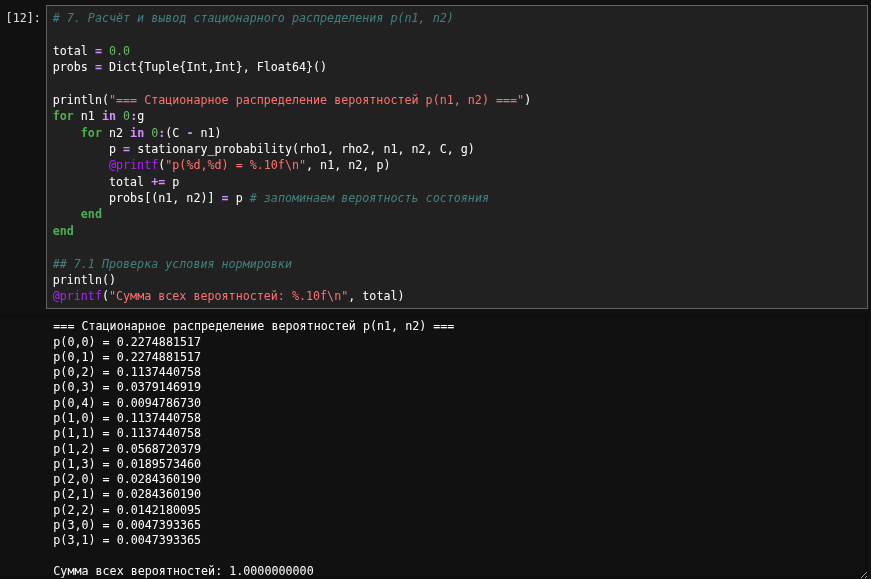 [12]:
# 7. Расчёт и вывод стационарного распределения p(n1, n2)
total = 0.0
probs = Dict{Tuple{Int,Int}, Float64}()
println("=== Стационарное распределение вероятностей p(n1, n2) ===")
for n1 in 0:g
    for n2 in 0:(C - n1)
        p = stationary_probability(rho1, rho2, n1, n2, C, g)
        @printf("p(%d,%d) = %.10f\n", n1, n2, p)
        total += p
        probs[(n1, n2)] = p # запоминаем вероятность состояния
    end
end
## 7.1 Проверка условия нормировки
println()
@printf("Сумма всех вероятностей: %.10f\n", total)
=== Стационарное распределение вероятностей p(n1, n2) ===
p(0,0) = 0.2274881517
p(0,1) = 0.2274881517
p(0,2) = 0.1137440758
p(0,3) = 0.0379146919
p(0,4) = 0.0094786730
p(1,0) = 0.1137440758
p(1,1) = 0.1137440758
p(1,2) = 0.0568720379
p(1,3) = 0.0189573460
p(2,0) = 0.0284360190
p(2,1) = 0.0284360190
p(2,2) = 0.0142180095
p(3,0) = 0.0047393365
p(3,1) = 0.0047393365
Сумма всех вероятностей: 1.0000000000